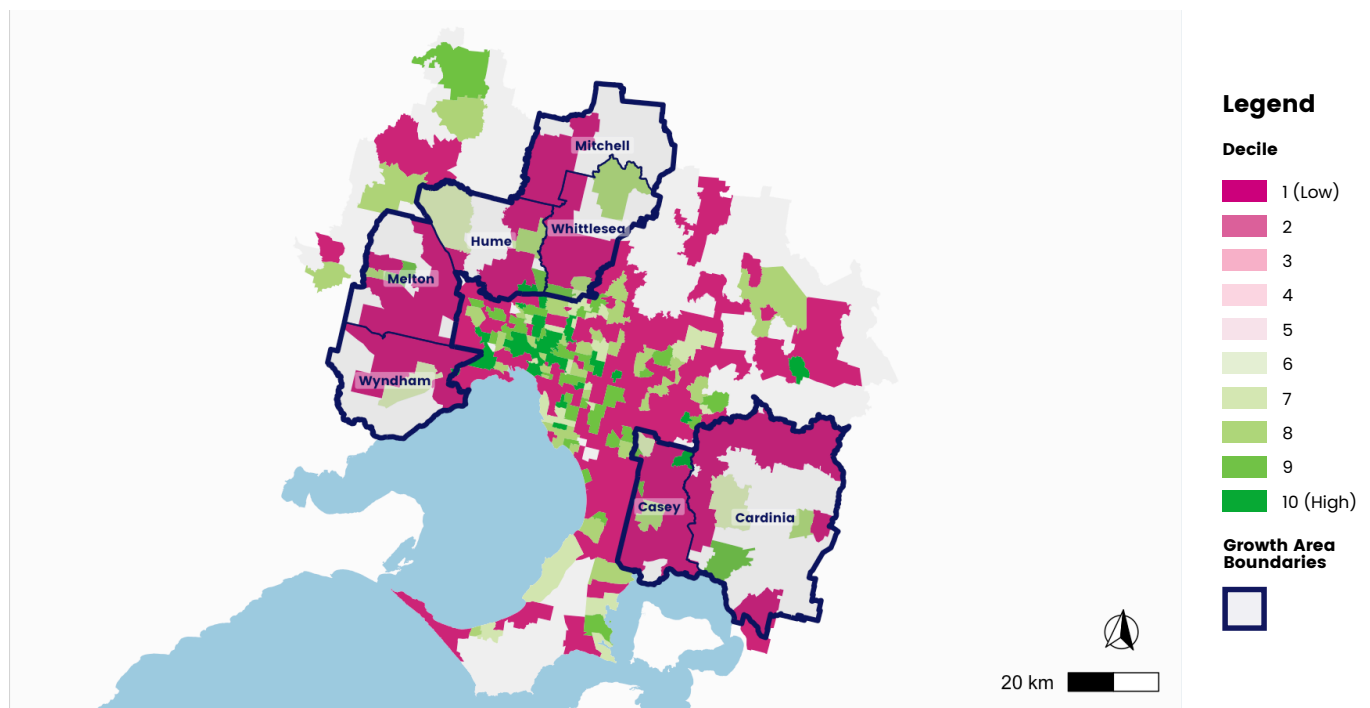 Mitchell
Whittlesea
Hume
Melton
Wyndham
Casey
Cardinia
20 km
Legend
Decile
1 (Low)
2
3
4
5
6
7
8
9
10 (High)
Growth Area
Boundaries